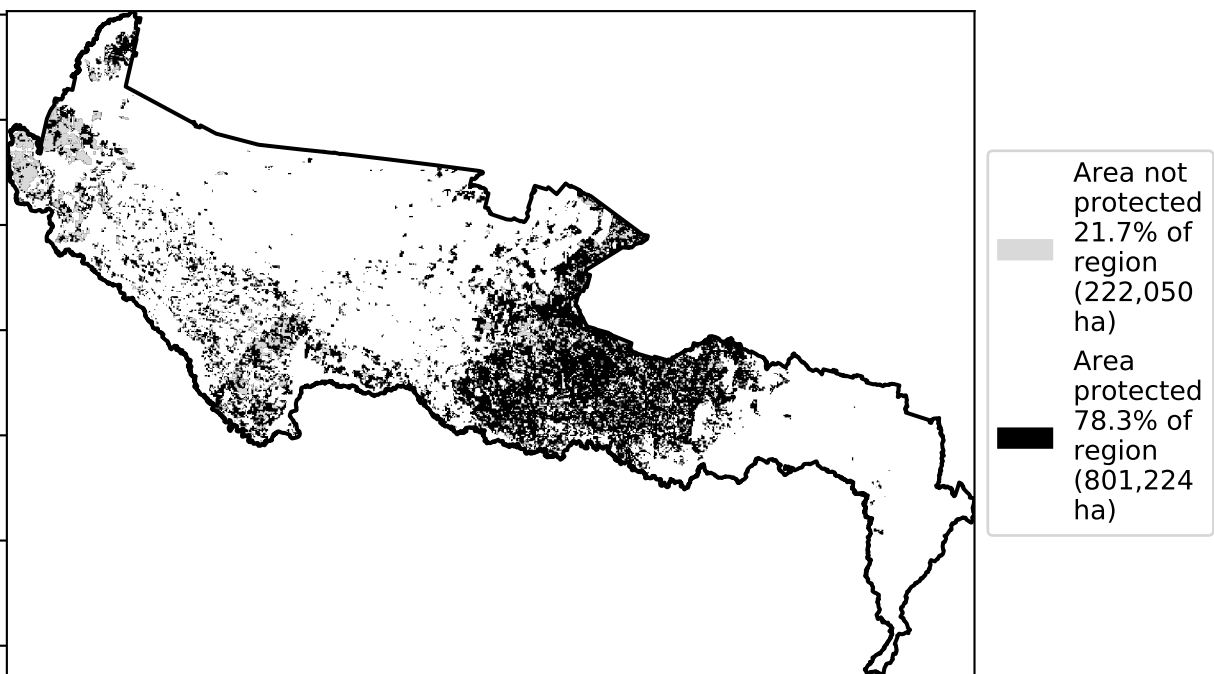 Area not
protected
21.7% of
region
(222,050
ha)
Area
protected
78.3% of
region
(801,224
ha)